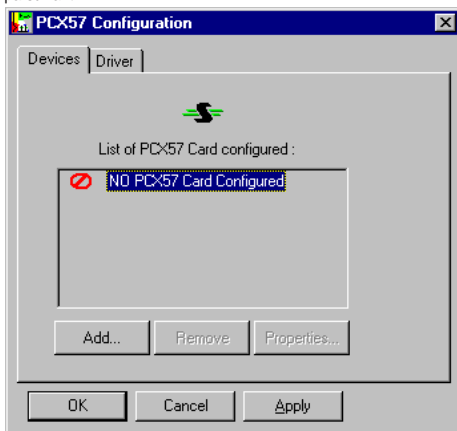 PCX57 Configuration
Devices
Driver
List of PCX57 Card configured :
NO PCX57 Card Configured
Add...
Remove
Properties...
OK
Cancel
Apply